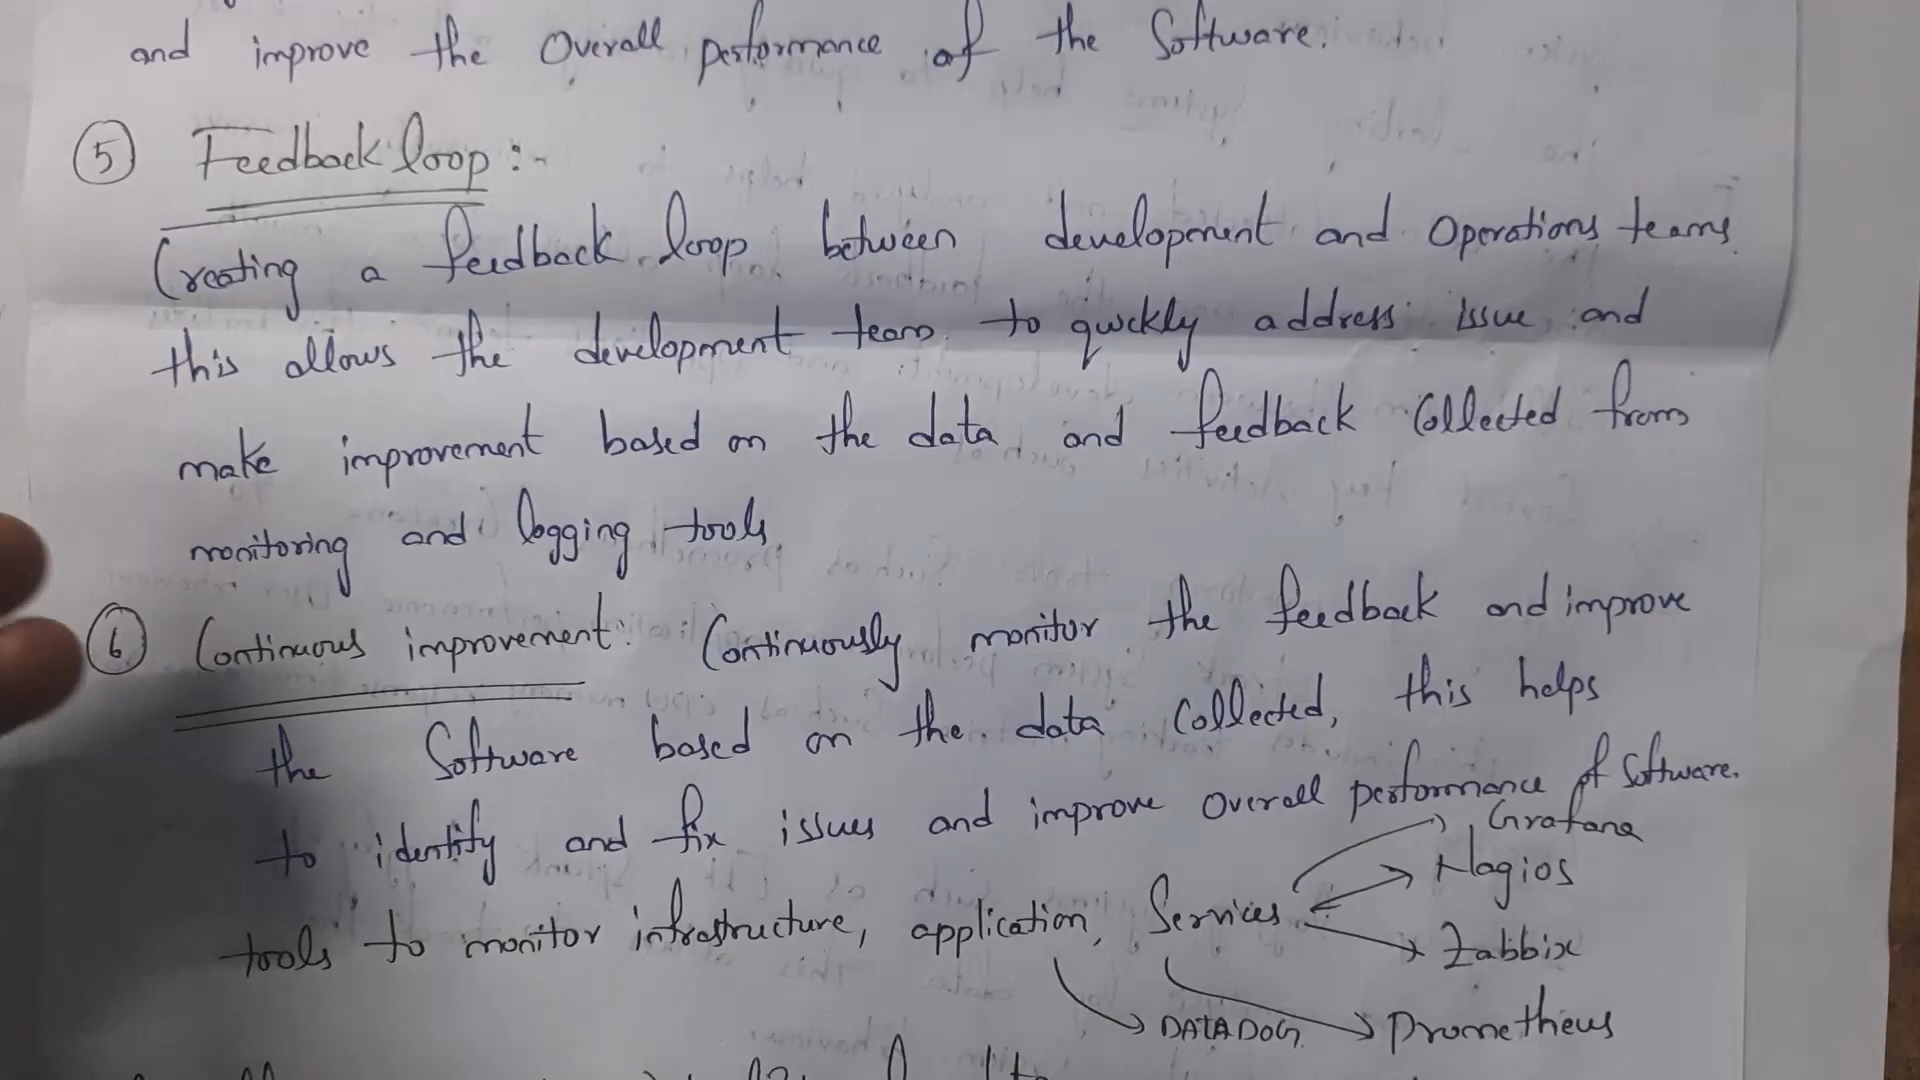 and improve the Overall performance of the Software.
5 Feedback loop :-
Creating a feedback loop between development and Operations teams.
this allows the development team to quickly address issue and
make improvement based on the data and feedback Collected from
monitoring and logging tools
6 Continuous improvement: Continuously monitor the feedback and improve
the Software based on the data Collected, this helps
to identify and fix issues and improve overall performance of Software.
Grafana
Nagios
tools to monitor infrastructure, application, Services
Zabbix
DATADOG Prometheus